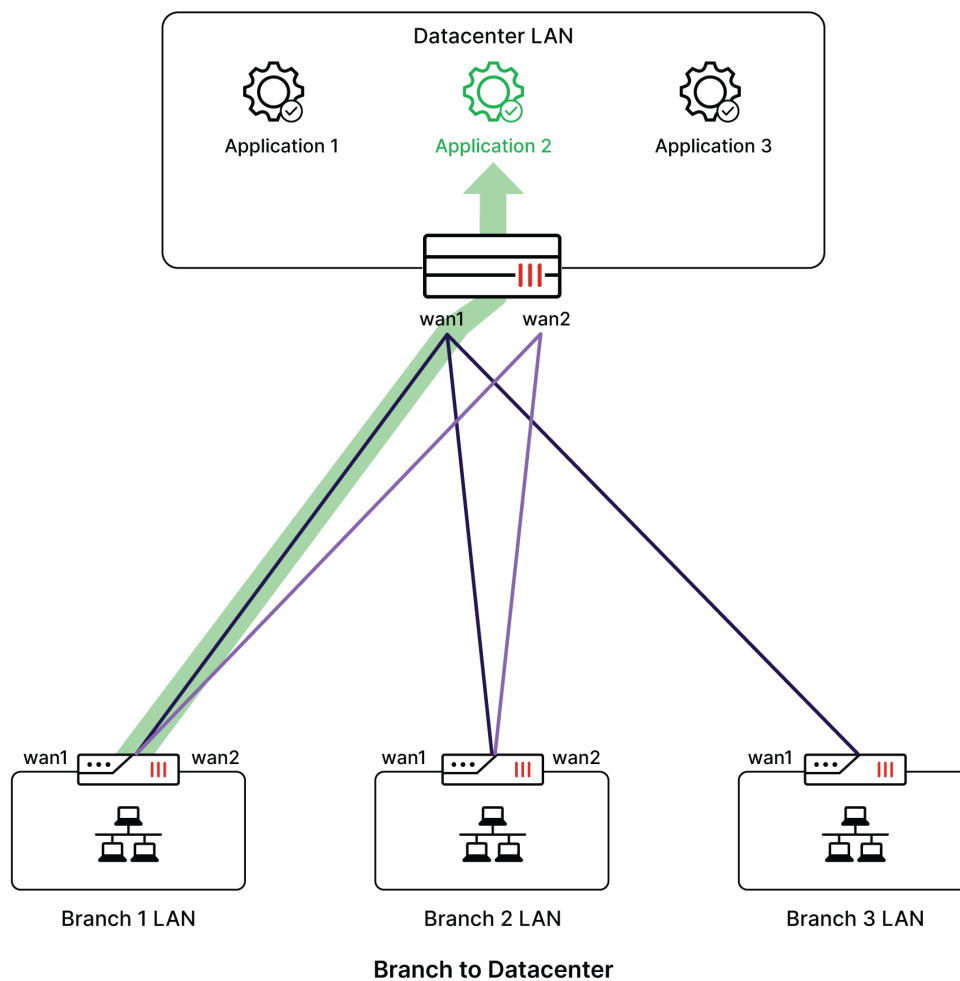 Datacenter LAN
Application 1
Application 2
Application 3
wan1
wan2
wan1
wan2
wan1
wan2
wan1
Branch 1 LAN
Branch 2 LAN
Branch 3 LAN
Branch to Datacenter